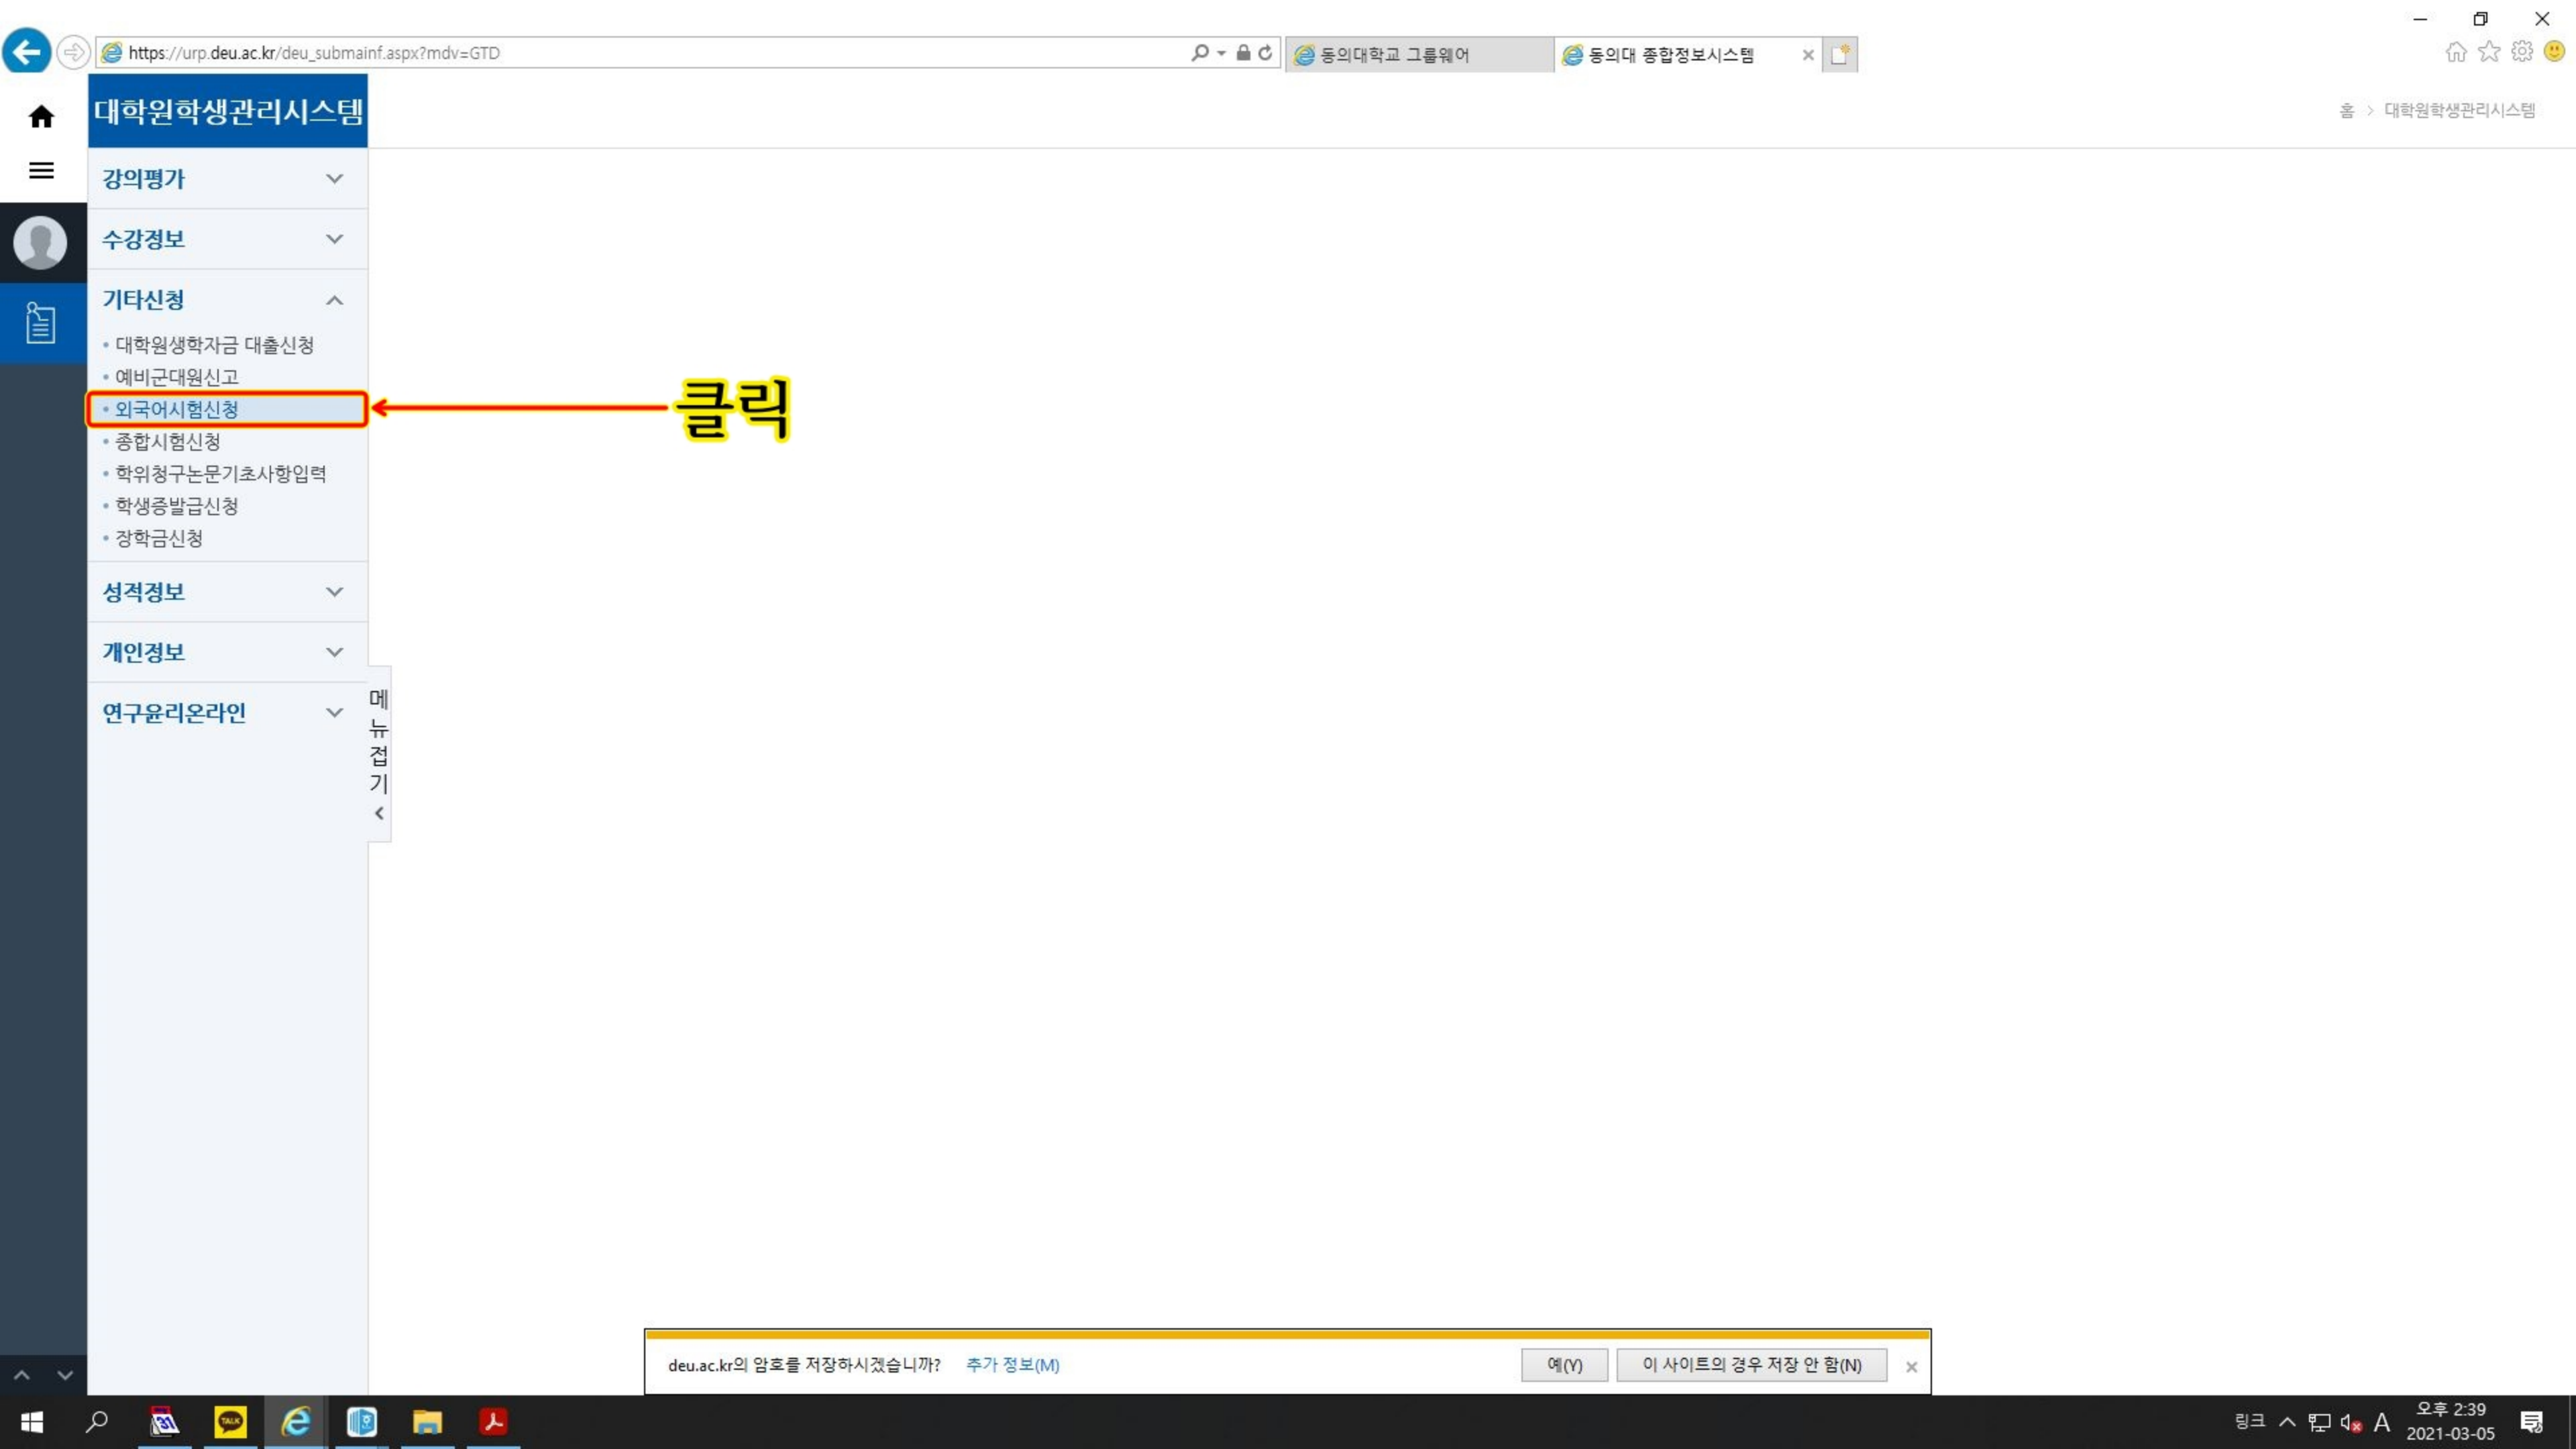 https://urp.deu.ac.kr/deu_submainf.aspx?mdv=GTD
동의대학교 그룹웨어
동의대 종합정보시스템
대학원학생관리시스템
홈 > 대학원학생관리시스템
강의평가
수강정보
기타신청
• 대학원생학자금 대출신청
• 예비군대원신고
• 외국어시험신청
클릭
• 종합시험신청
• 학위청구논문기초사항입력
• 학생증발급신청
• 장학금신청
성적정보
개인정보
연구윤리온라인
메뉴접기
deu.ac.kr의 암호를 저장하시겠습니까? 추가 정보(M) 예(Y) 이 사이트의 경우 저장 안 함(N)
31
TALK
링크 A 오후 2:39
2021-03-05